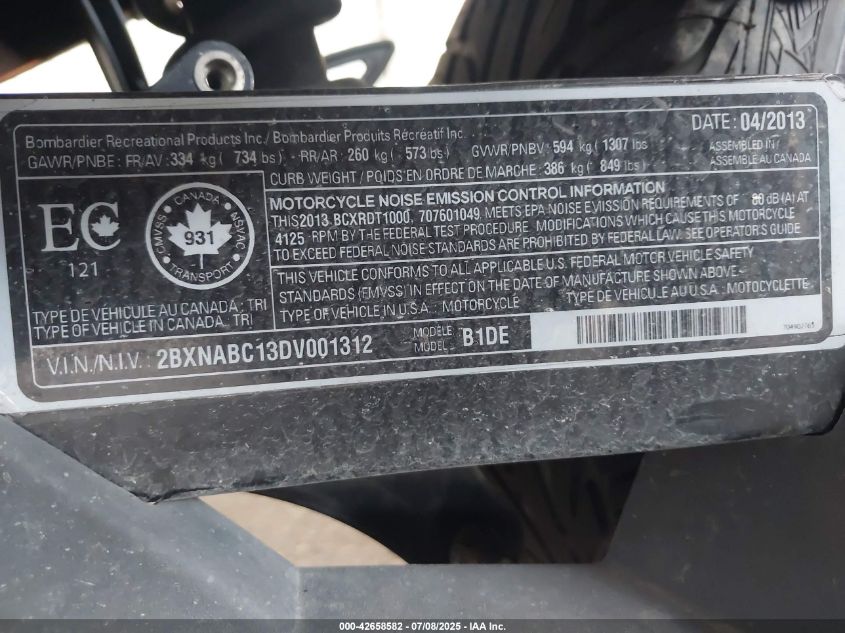 Bombardier Recreational Products Inc./ Bombardier Produits Récréatif Inc. DATE: 04/2013
GAWR/PNBE: FR/AV: 334 kg ( 734 lbs) RR/AR: 260 kg ( 573 lbs) GVWR/PNBV: 594 kg ( 1307 lbs ASSEMBLED IN /
CURB WEIGHT / POIDS EN ORDRE DE MARCHE: 386 kg ( 849 lbs) ASSEMBLÉ AU CANADA
MOTORCYCLE NOISE EMISSION CONTROL INFORMATION
THIS 2013 BCXRDT1000, 707601049, MEETS EPA NOISE EMISSION REQUIREMENTS OF 80 dB(A) AT
4125 RPM BY THE FEDERAL TEST PROCEDURE. MODIFICATIONS WHICH CAUSE THIS MOTORCYCLE
TO EXCEED FEDERAL NOISE STANDARDS ARE PROHIBITED BY FEDERAL LAW. SEE OPERATOR'S GUIDE
EC
121
CANADA
CMVSS
NSVAC
931
TRANSPORT
THIS VEHICLE CONFORMS TO ALL APPLICABLE U.S. FEDERAL MOTOR VEHICLE SAFETY
STANDARDS (FMVSS) IN EFFECT ON THE DATE OF MANUFACTURE SHOWN ABOVE
TYPE OF VEHICLE IN U.S.A.: MOTORCYCLE TYPE DE VÉHICULE AU U.S.A.: MOTOCYCLETTE
TYPE DE VÉHICULE AU CANADA: TRI
TYPE OF VEHICLE IN CANADA: TRI
V.I.N./N.I.V. 2BXNABC13DV001312 MODÈLE: MODEL: B1DE
000-42658582 / 07/08/2025 - IAA Inc.